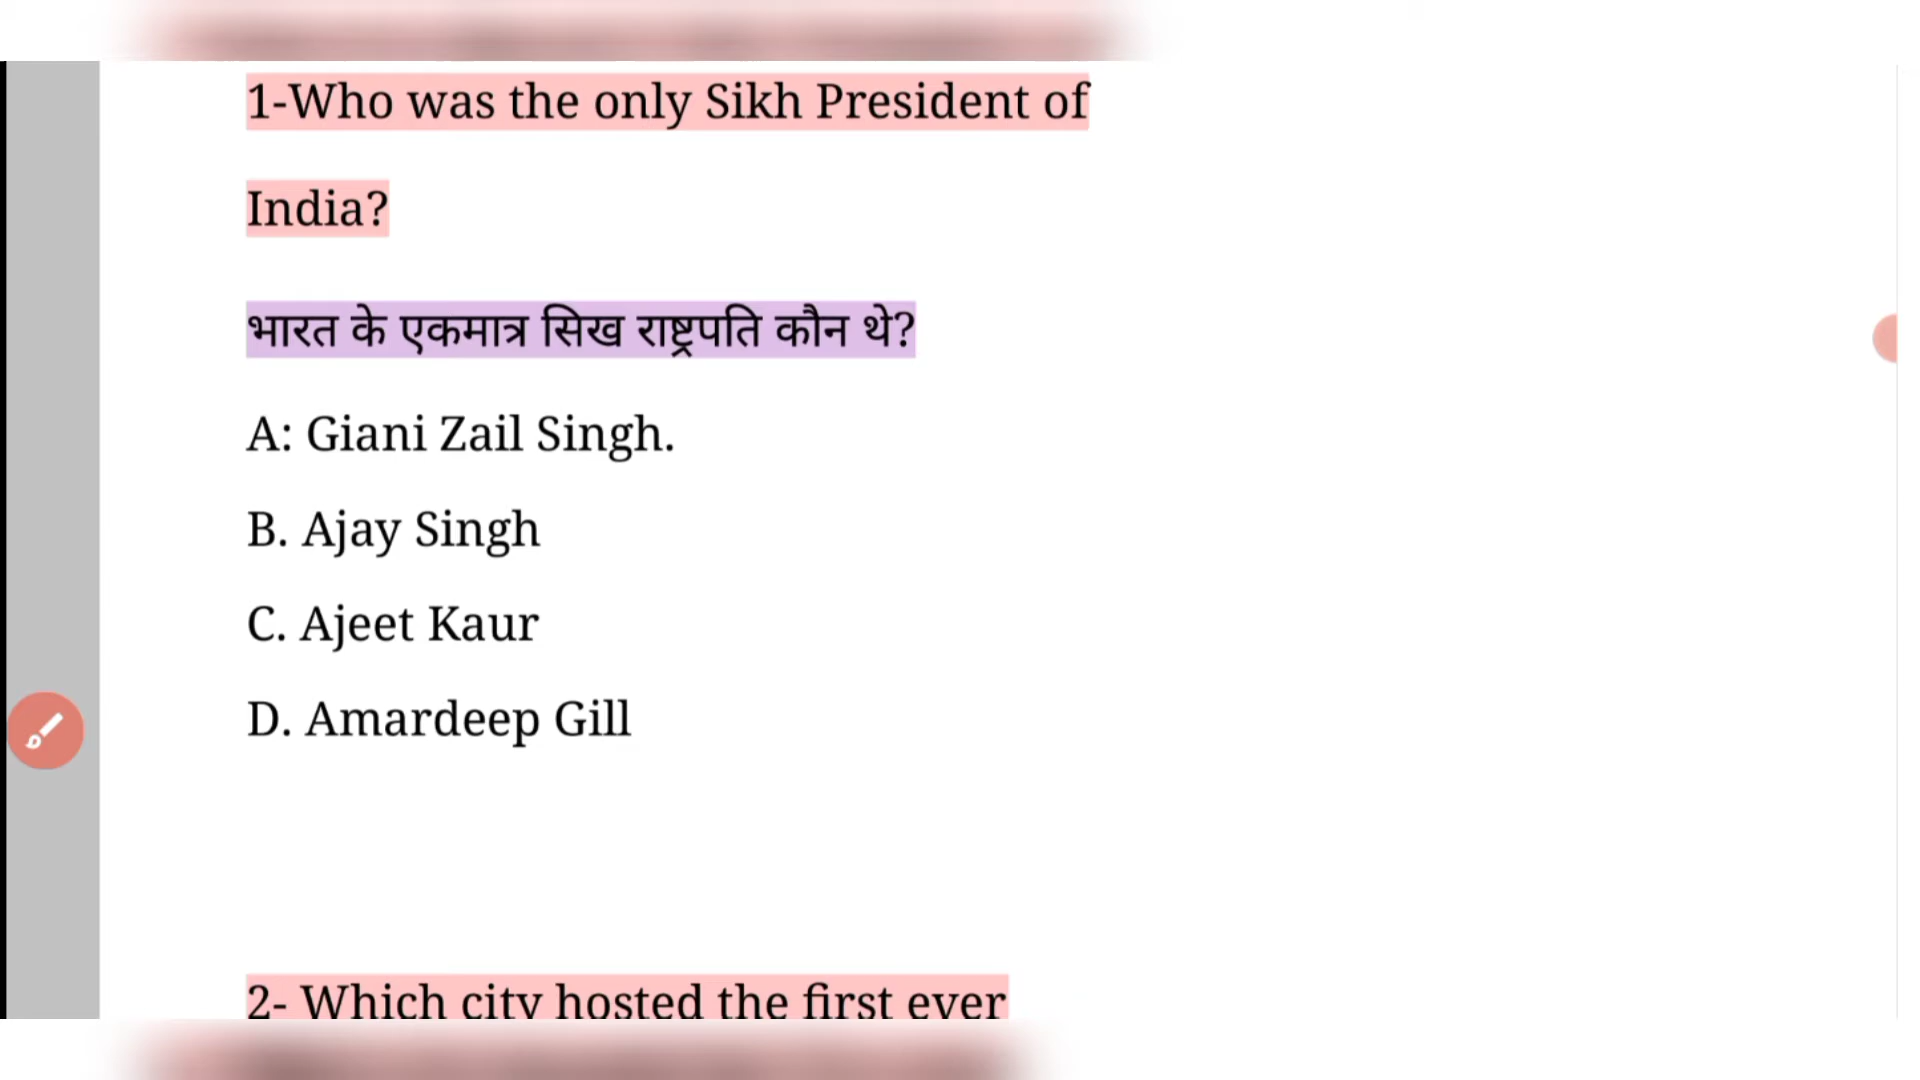 1-Who was the only Sikh President of
India?
भारत के एकमात्र सिख राष्ट्रपति कौन थे?
A: Giani Zail Singh.
B. Ajay Singh
C. Ajeet Kaur
D. Amardeep Gill
2- Which city hosted the first ever